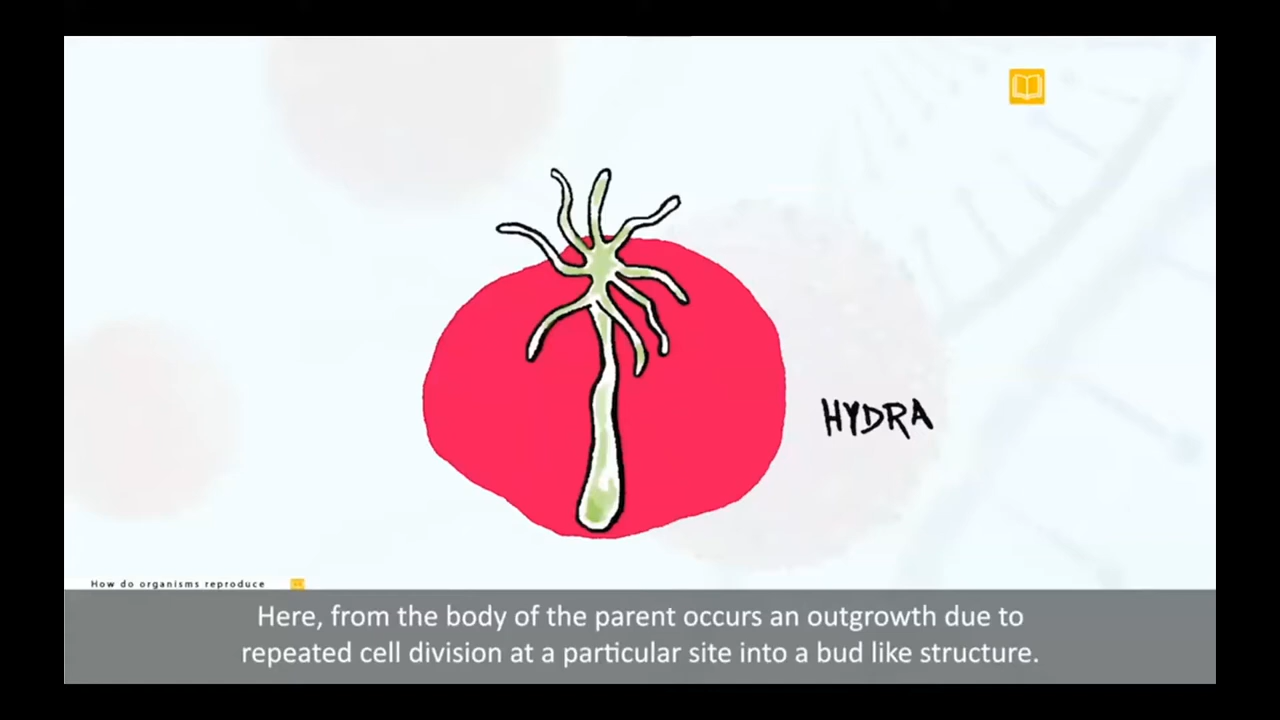 HYDRA
How do organisms reproduce
Here, from the body of the parent occurs an outgrowth due to
repeated cell division at a particular site into a bud like structure.